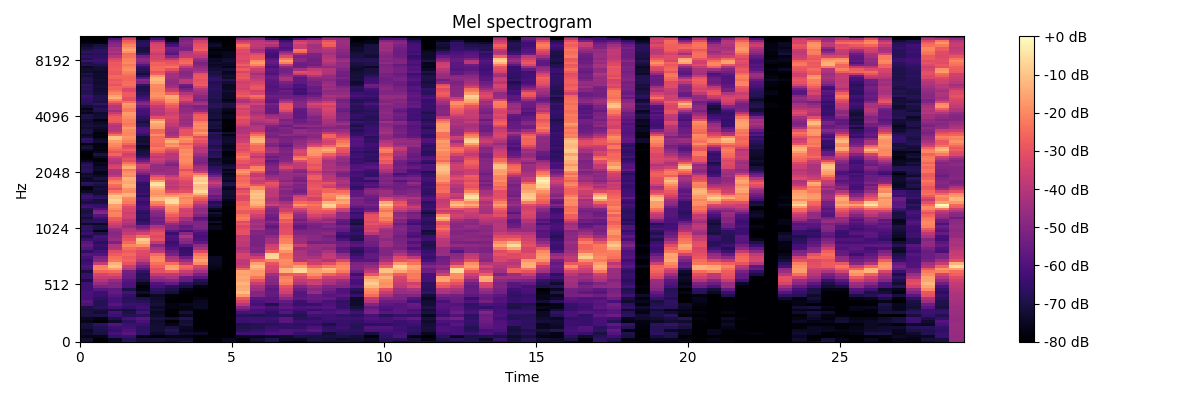 Mel spectrogram
Hz
8192
4096
2048
1024
512
0
0 5 10 15 20 25
Time
+0 dB
-10 dB
-20 dB
-30 dB
-40 dB
-50 dB
-60 dB
-70 dB
-80 dB